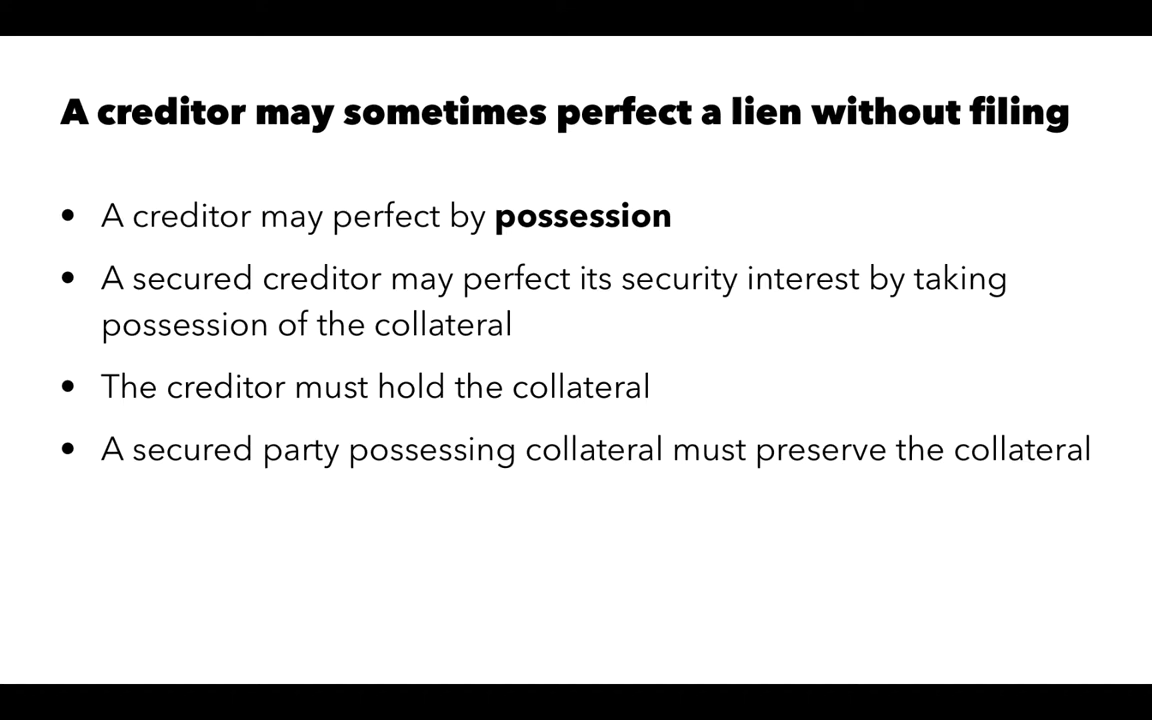 A creditor may sometimes perfect a lien without filing
• A creditor may perfect by possession
• A secured creditor may perfect its security interest by taking
possession of the collateral
• The creditor must hold the collateral
• A secured party possessing collateral must preserve the collateral